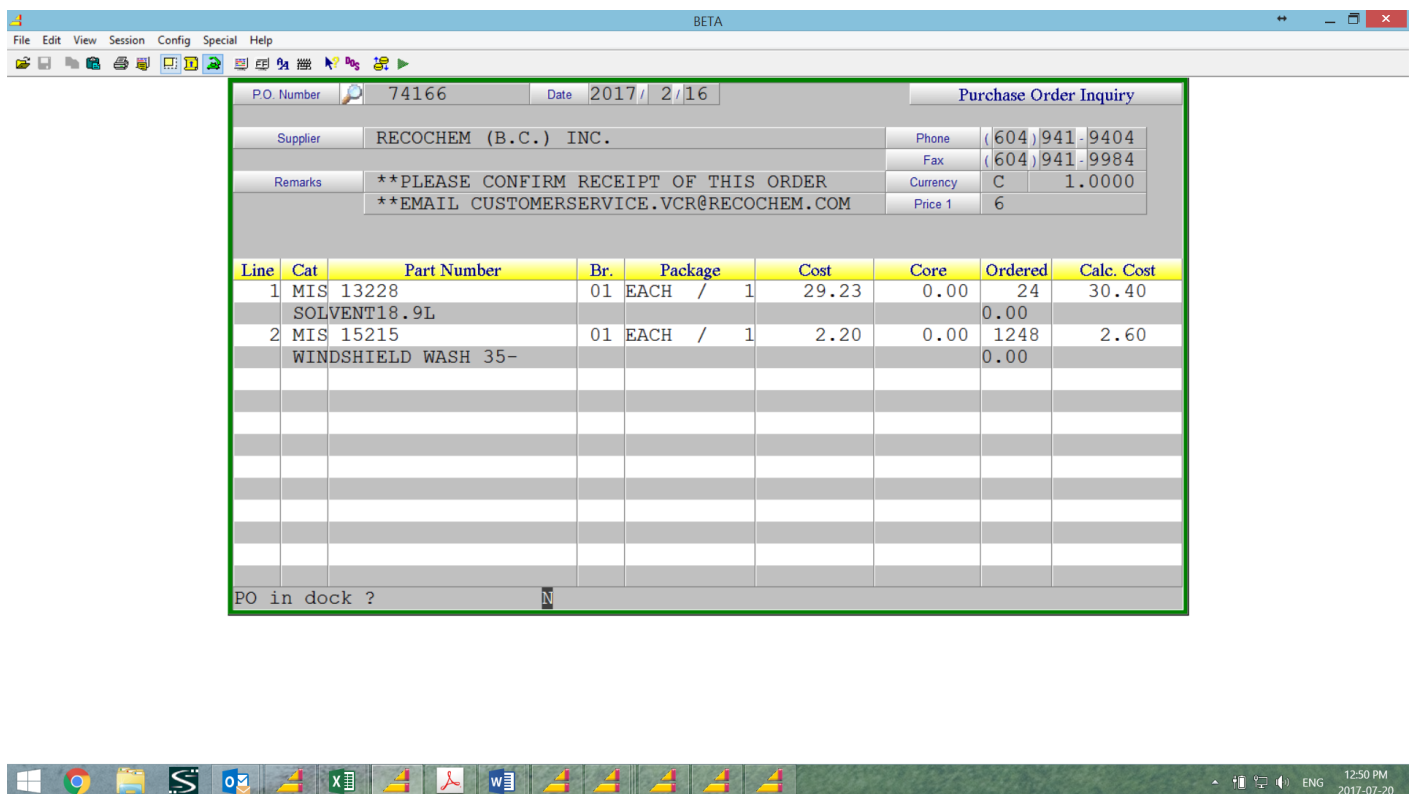 BETA
File Edit View Session Config Special Help
P.O. Number 74166 Date 2017/ 2/16 Purchase Order Inquiry
Supplier RECOCHEM (B.C.) INC. Phone (604)941-9404
Fax (604)941-9984
Remarks **PLEASE CONFIRM RECEIPT OF THIS ORDER Currency C 1.0000
**EMAIL CUSTOMERSERVICE.VCR@RECOCHEM.COM Price 1 6
Line Cat Part Number Br. Package Cost Core Ordered Calc. Cost
1 MIS 13228 01 EACH / 1 29.23 0.00 24 30.40
SOLVENT18.9L 0.00
2 MIS 15215 01 EACH / 1 2.20 0.00 1248 2.60
WINDSHIELD WASH 35- 0.00
PO in dock ? N
ENG 12:50 PM
2017-07-20